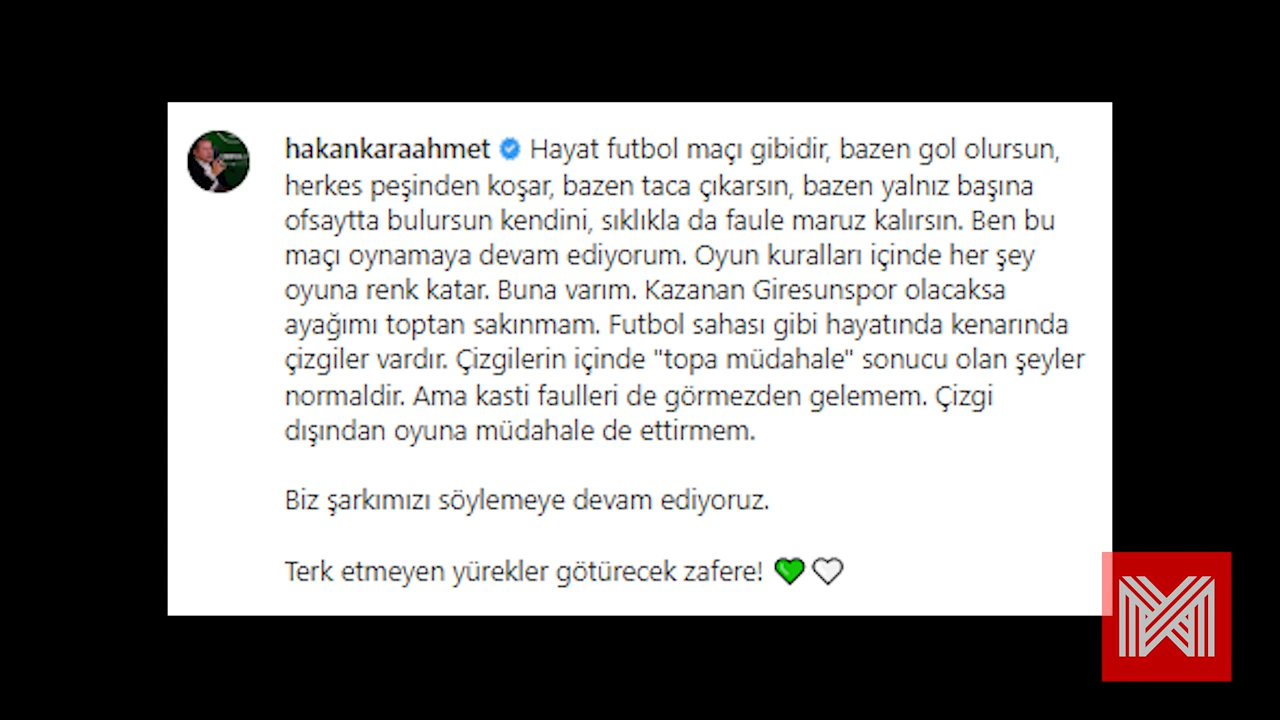 hakankaraahmet Hayat futbol maçı gibidir, bazen gol olursun,
herkes peşinden koşar, bazen taca çıkarsın, bazen yalnız başına
ofsaytta bulursun kendini, sıklıkla da faule maruz kalırsın. Ben bu
maçı oynamaya devam ediyorum. Oyun kuralları içinde her şey
oyuna renk katar. Buna varım. Kazanan Giresunspor olacaksa
ayağımı toptan sakınmam. Futbol sahası gibi hayatında kenarında
çizgiler vardır. Çizgilerin içinde "topa müdahale" sonucu olan şeyler
normaldir. Ama kasti faulleri de görmezden gelemem. Çizgi
dışından oyuna müdahale de ettirmem.
Biz şarkımızı söylemeye devam ediyoruz.
Terk etmeyen yürekler götürecek zafere! 💚🤍